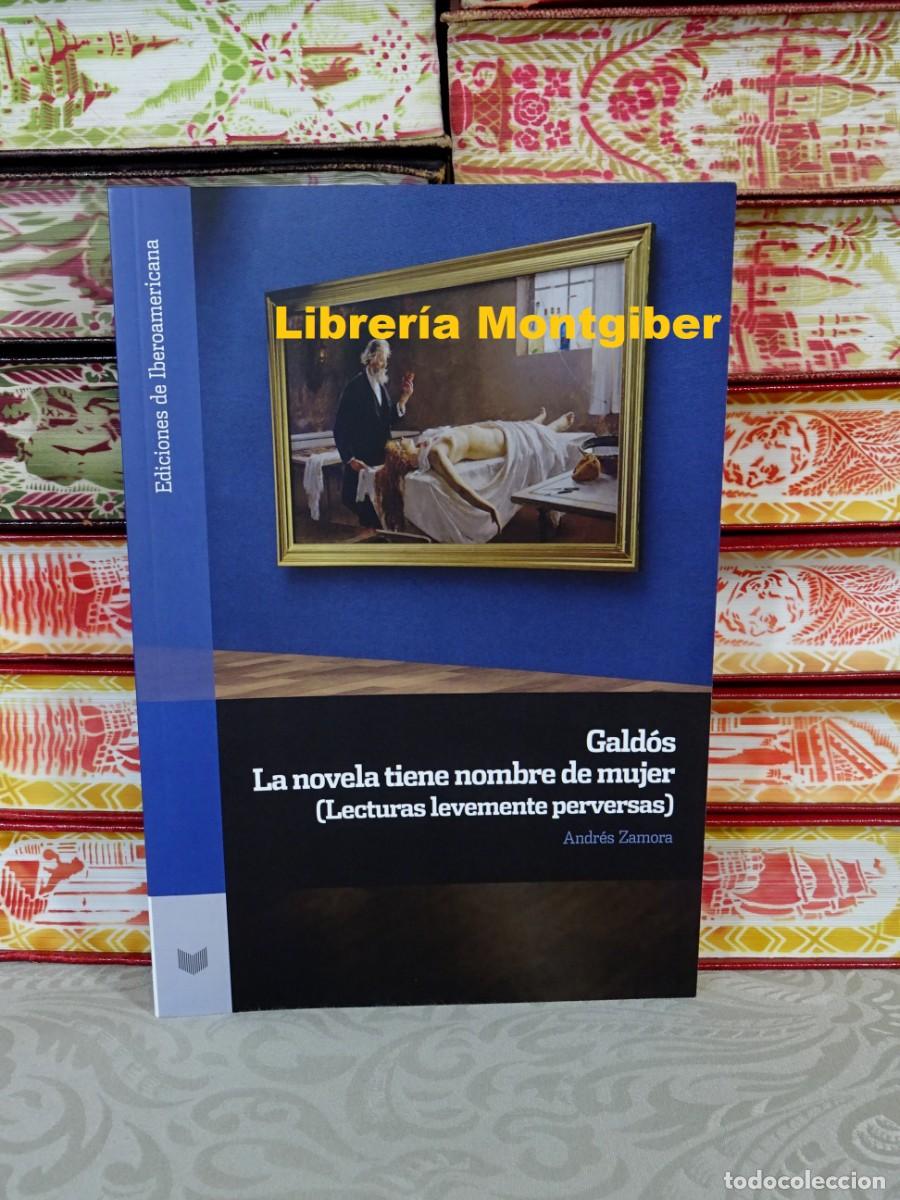 Ediciones de Iberoamericana
Librería Montgiber
Galdós
La novela tiene nombre de mujer
(Lecturas levemente perversas)
Andrés Zamora
todocoleccion